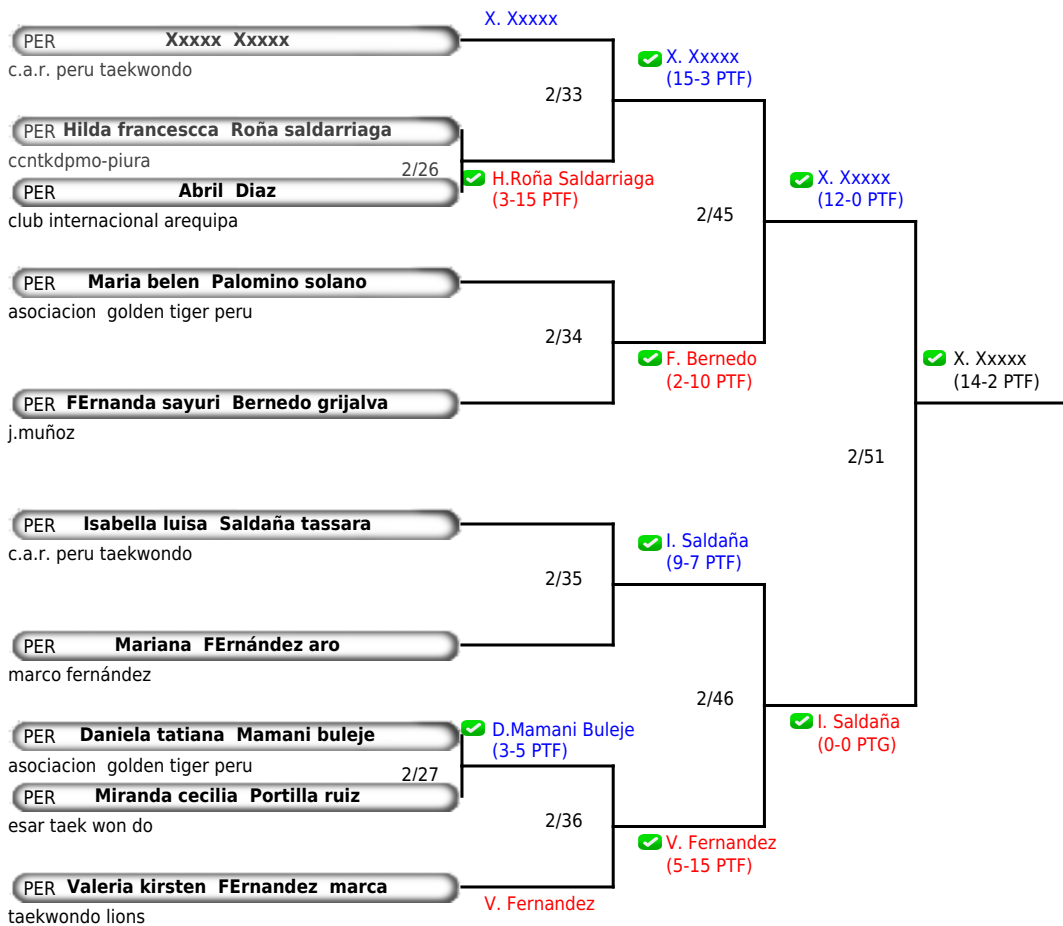 X. Xxxxx
PER Xxxxx Xxxxx
c.a.r. peru taekwondo
X. Xxxxx
(15-3 PTF)
2/33
PER Hilda francescca Roña saldarriaga
ccntkdpmo-piura
2/26
H.Roña Saldarriaga
(3-15 PTF)
PER Abril Diaz
club internacional arequipa
X. Xxxxx
(12-0 PTF)
2/45
PER Maria belen Palomino solano
asociacion golden tiger peru
2/34
F. Bernedo
(2-10 PTF)
X. Xxxxx
(14-2 PTF)
PER FErnanda sayuri Bernedo grijalva
j.muñoz
2/51
PER Isabella luisa Saldaña tassara
c.a.r. peru taekwondo
I. Saldaña
(9-7 PTF)
2/35
PER Mariana FErnández aro
marco fernández
2/46
I. Saldaña
(0-0 PTG)
PER Daniela tatiana Mamani buleje
asociacion golden tiger peru
D.Mamani Buleje
(3-5 PTF)
2/27
PER Miranda cecilia Portilla ruiz
esar taek won do
2/36
V. Fernandez
(5-15 PTF)
PER Valeria kirsten FErnandez marca
taekwondo lions
V. Fernandez